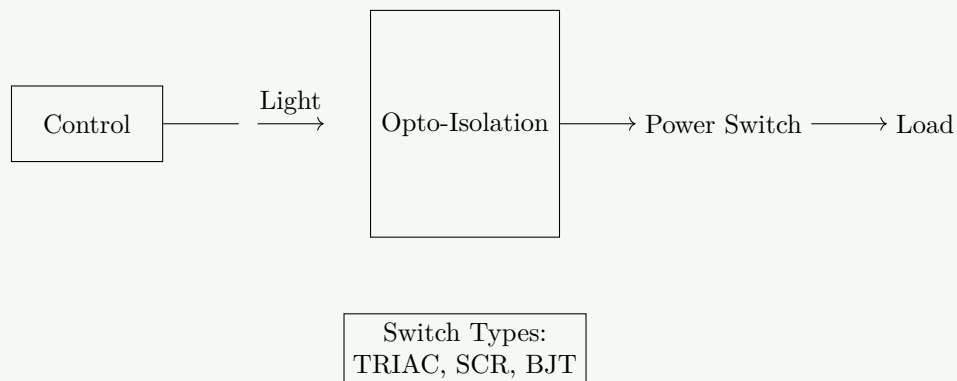 Light
Control
Opto-Isolation
Power Switch
Load
Switch Types:
TRIAC, SCR, BJT